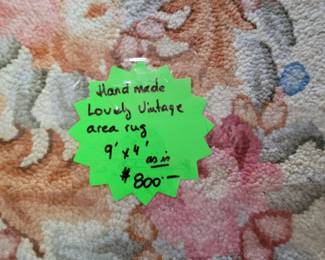 Hand made
Lovely Vintage
area rug
9' x 4' as is
$800.—